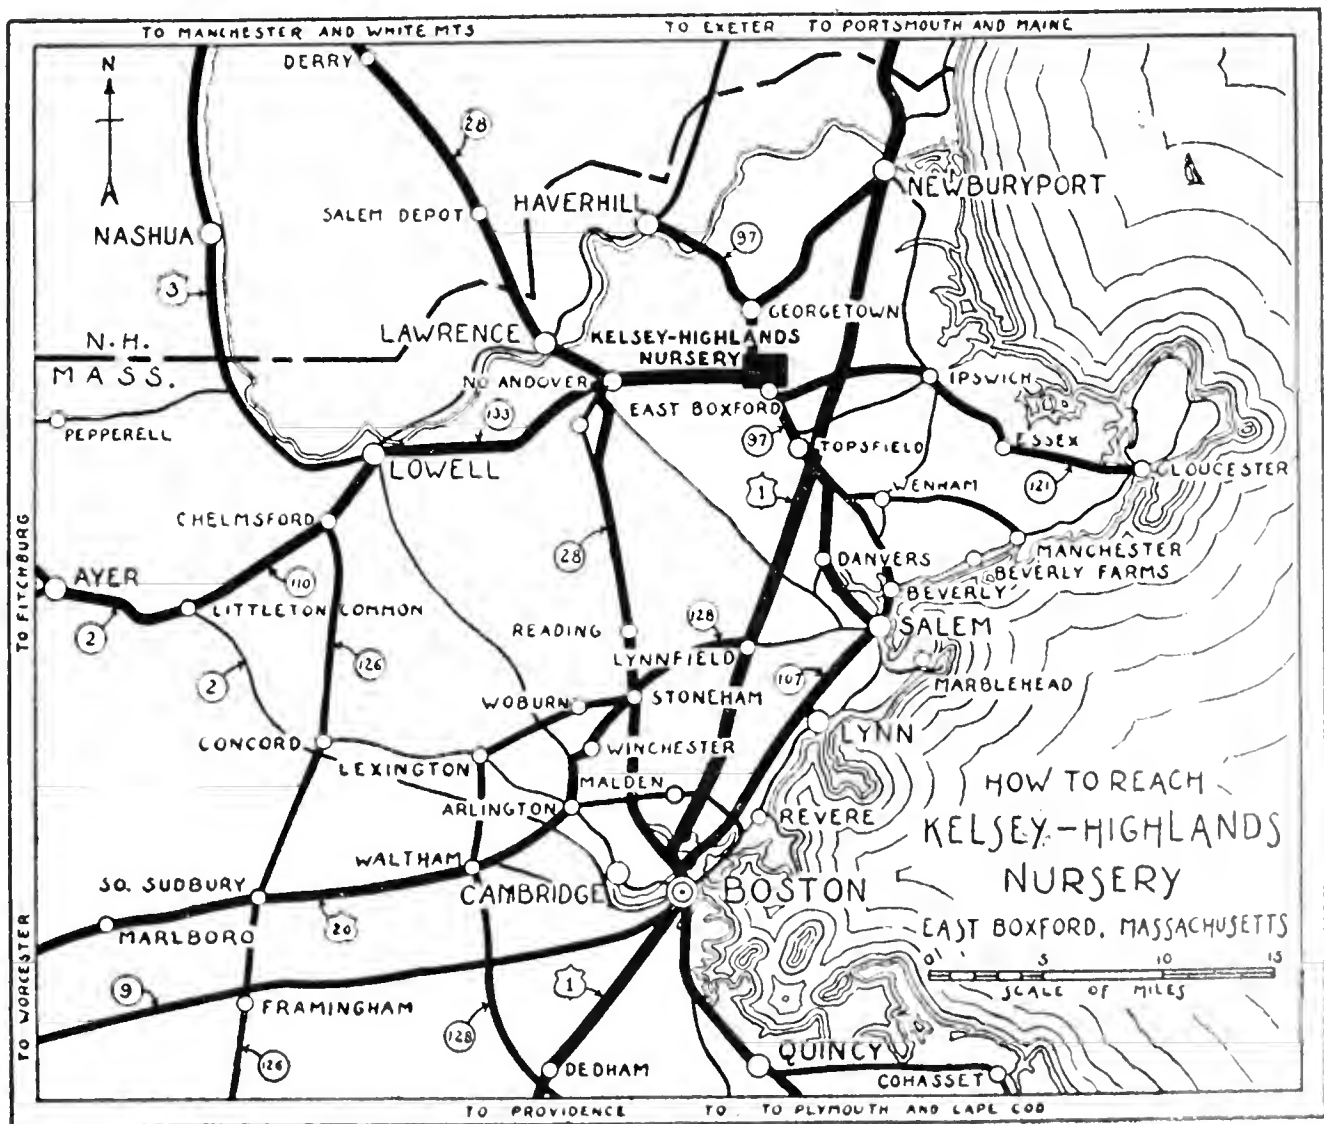 TO MANCHESTER AND WHITE MTS
TO EXETER
TO PORTSMOUTH AND MAINE
N
DERRY
28
SALEM DEPOT
HAVERHILL
NEWBURYPORT
NASHUA
97
3
GEORGETOWN
LAWRENCE
KELSEY-HIGHLANDS
NURSERY
N.H.
MASS.
NO ANDOVER
EAST BOXFORD
IPSWICH
PEPPERELL
133
97
TOPSFIELD
ESSEX
LOWELL
GLOUCESTER
1
WENHAM
121
CHELMSFORD
28
DANVERS
MANCHESTER
BEVERLY FARMS
AYER
110
BEVERLY
TO FITCHBURG
LITTLETON COMMON
2
READING
128
SALEM
LYNNFIELD
126
2
107
MARBLEHEAD
WOBURN
STONEHAM
CONCORD
WINCHESTER
LYNN
LEXINGTON
MALDEN
ARLINGTON
REVERE
HOW TO REACH
KELSEY-HIGHLANDS
NURSERY
EAST BOXFORD, MASSACHUSETTS
WALTHAM
CAMBRIDGE
BOSTON
SO. SUDBURY
MARLBORO
20
TO WORCESTER
0 1 5 10 15
SCALE OF MILES
9
FRAMINGHAM
1
128
126
DEDHAM
QUINCY
COHASSET
TO PROVIDENCE
TO
TO PLYMOUTH AND CAPE COD